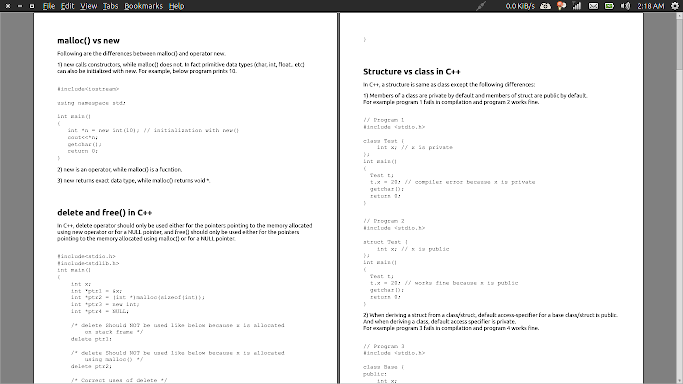 File Edit View Tabs Bookmarks Help
0.0 KiB/s
2:18 AM
malloc() vs new
Following are the differences between malloc() and operator new.
1) new calls constructors, while malloc() does not. In fact primitive data types (char, int, float.. etc)
can also be initialized with new. For example, below program prints 10.
#include<iostream>
using namespace std;
int main()
{
int *n = new int(10); // initialization with new()
cout<<*n;
getchar();
return 0;
}
2) new is an operator, while malloc() is a fucntion.
3) new returns exact data type, while malloc() returns void *.
delete and free() in C++
In C++, delete operator should only be used either for the pointers pointing to the memory allocated
using new operator or for a NULL pointer, and free() should only be used either for the pointers
pointing to the memory allocated using malloc() or for a NULL pointer.
#include<stdio.h>
#include<stdlib.h>
int main()
{
int x;
int *ptr1 = &x;
int *ptr2 = (int *)malloc(sizeof(int));
int *ptr3 = new int;
int *ptr4 = NULL;
/* delete Should NOT be used like below because x is allocated
on stack frame */
delete ptr1;
/* delete Should NOT be used like below because x is allocated
using malloc() */
delete ptr2;
/* Correct uses of delete */
}
Structure vs class in C++
In C++, a structure is same as class except the following differences:
1) Members of a class are private by default and members of struct are public by default.
For example program 1 fails in compilation and program 2 works fine.
// Program 1
#include <stdio.h>
class Test {
int x; // x is private
};
int main()
{
Test t;
t.x = 20; // compiler error because x is private
getchar();
return 0;
}
// Program 2
#include <stdio.h>
struct Test {
int x; // x is public
};
int main()
{
Test t;
t.x = 20; // works fine because x is public
getchar();
return 0;
}
2) When deriving a struct from a class/struct, default access-specifier for a base class/struct is public.
And when deriving a class, default access specifier is private.
For example program 3 fails in compilation and program 4 works fine.
// Program 3
#include <stdio.h>
class Base {
public:
int x;